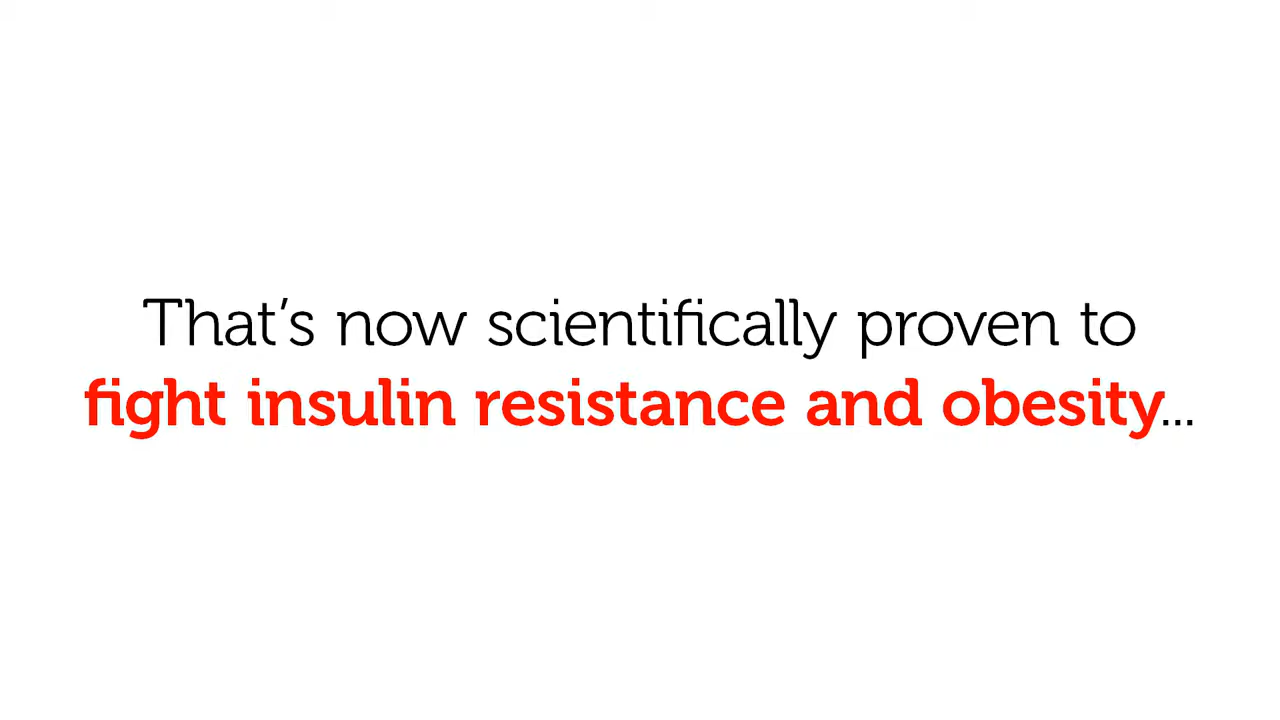 That’s now scientifically proven to
fight insulin resistance and obesity...